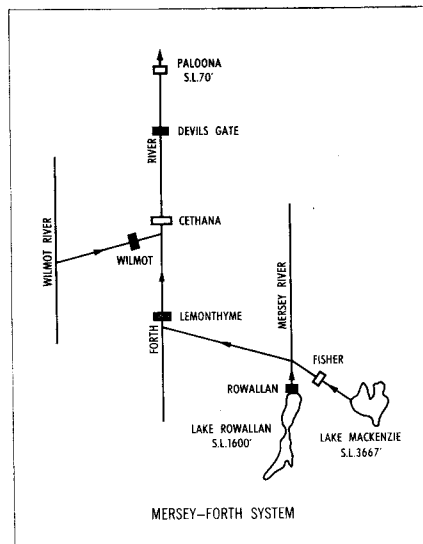 PALOONA
S.L.70'
DEVILS GATE
RIVER
CETHANA
WILMOT RIVER
WILMOT
MERSEY RIVER
LEMONTHYME
FORTH
FISHER
ROWALLAN
LAKE ROWALLAN
S.L.1600'
LAKE MACKENZIE
S.L.3667'
MERSEY–FORTH SYSTEM